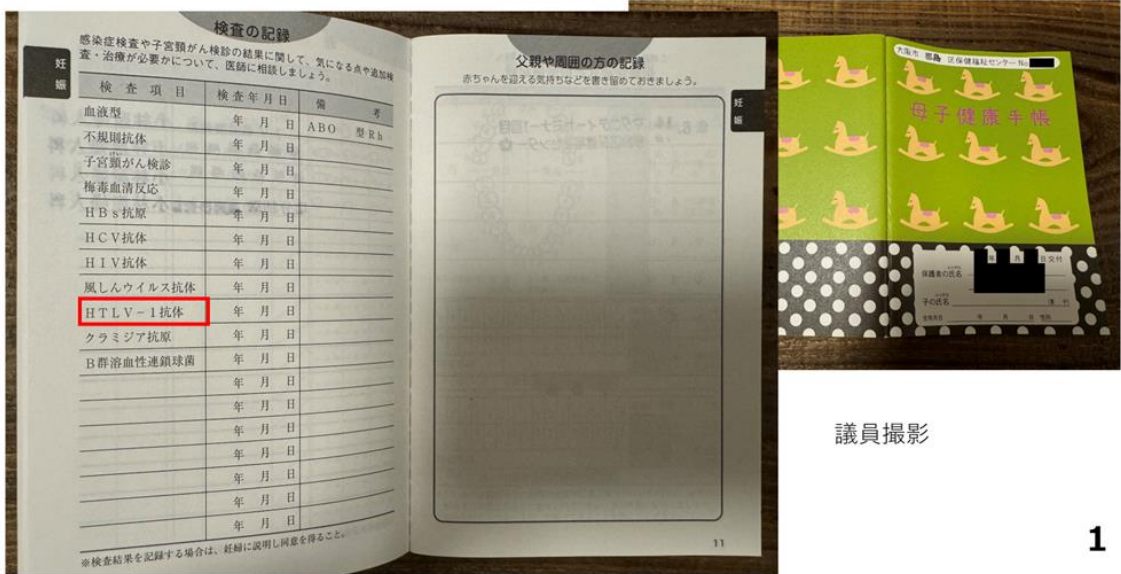 検査の記録
感染症検査や子宮頸がん検診の結果に関して、気になる点や追加検
査・治療が必要かについて、医師に相談しましょう。
妊娠
検査項目 検査年月日 備考
血液型 年 月 日 ABO 型Rh
不規則抗体 年 月 日
子宮頸がん検診 年 月 日
梅毒血清反応 年 月 日
HBs抗原 年 月 日
HCV抗体 年 月 日
HIV抗体 年 月 日
風しんウイルス抗体 年 月 日
HTLV-1抗体 年 月 日
クラミジア抗原 年 月 日
B群溶血性連鎖球菌 年 月 日
年 月 日
年 月 日
年 月 日
年 月 日
年 月 日
年 月 日
年 月 日
※検査結果を記録する場合は、妊婦に説明し同意を得ること。
父親や周囲の方の記録
赤ちゃんを迎える気持ちなどを書き留めておきましょう。
妊娠
11
大阪市 都島 区保健福祉センター No
母子健康手帳
年 月 日交付
保護者の氏名
子の氏名
生年月日 年 月 日 性別
議員撮影
1